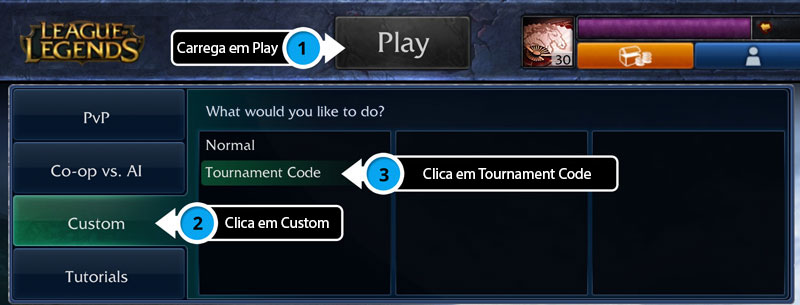 LEAGUE OF
LEGENDS
Carrega em Play
1
Play
30
PvP
What would you like to do?
Normal
Co-op vs. AI
Tournament Code
3
Clica em Tournament Code
Custom
2
Clica em Custom
Tutorials